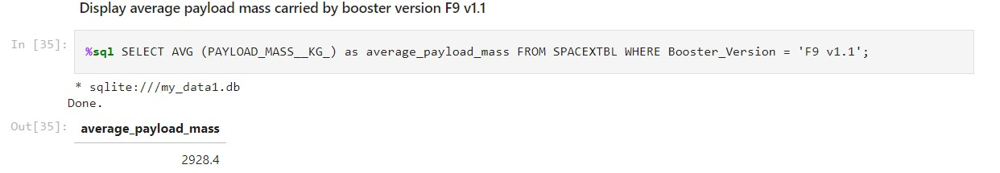 Display average payload mass carried by booster version F9 v1.1
In [35]: %sql SELECT AVG (PAYLOAD_MASS__KG_) as average_payload_mass FROM SPACEXTBL WHERE Booster_Version = 'F9 v1.1';
* sqlite:///my_data1.db
Done.
Out[35]: average_payload_mass
2928.4